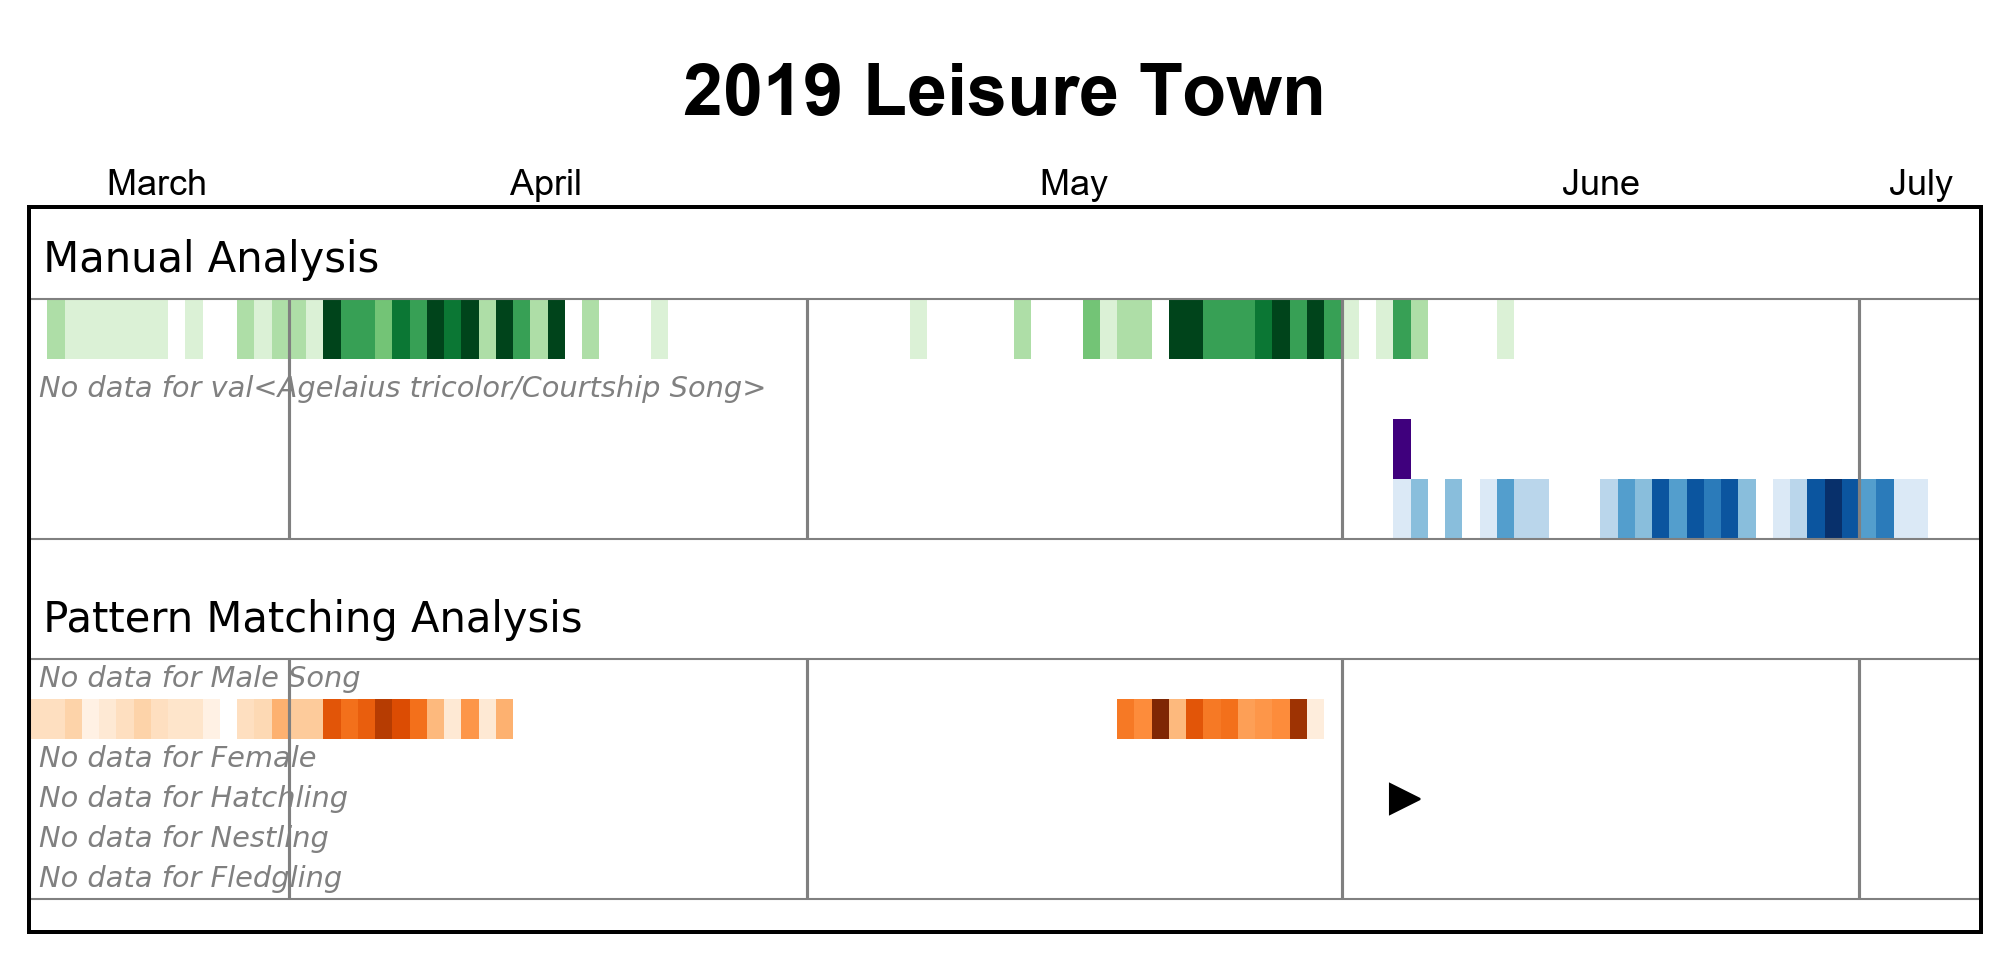 2019 Leisure Town
March April May June July
Manual Analysis
No data for val<Agelaius tricolor/Courtship Song>
Pattern Matching Analysis
No data for Male Song
No data for Female
No data for Hatchling
No data for Nestling
No data for Fledgling